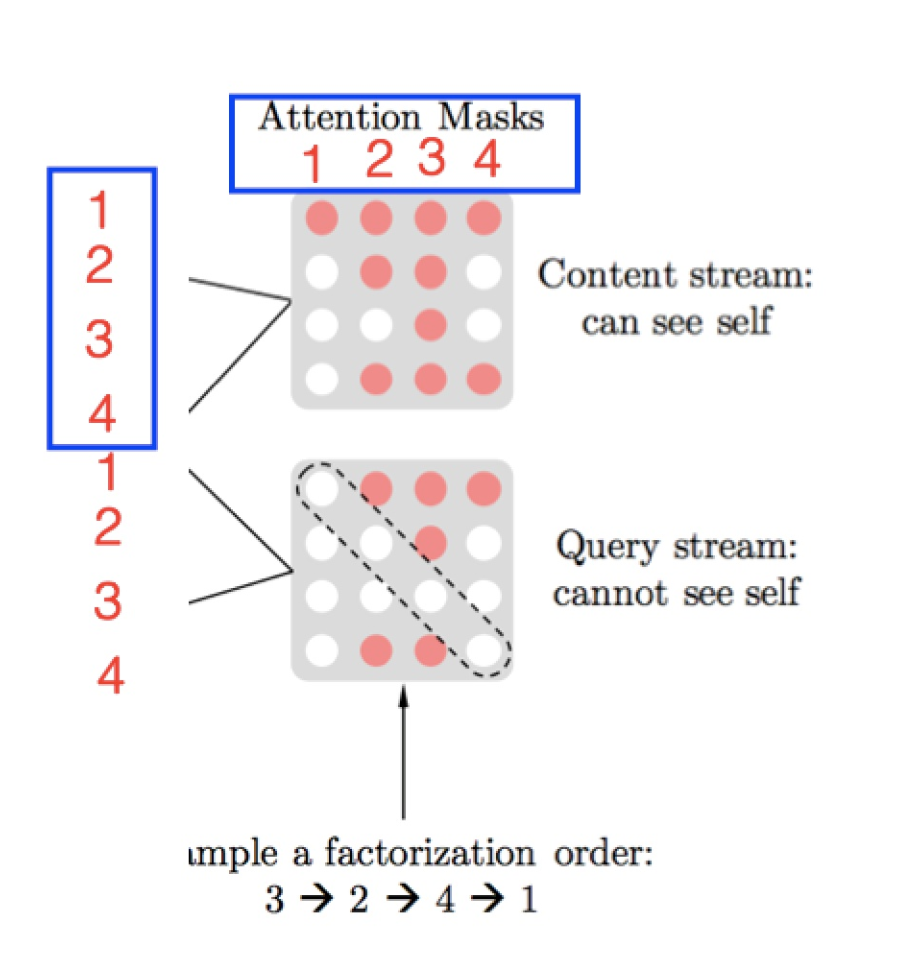 Attention Masks
1 2 3 4
1
2
3
4
Content stream:
can see self
1
2
3
4
Query stream:
cannot see self
mple a factorization order:
3 → 2 → 4 → 1